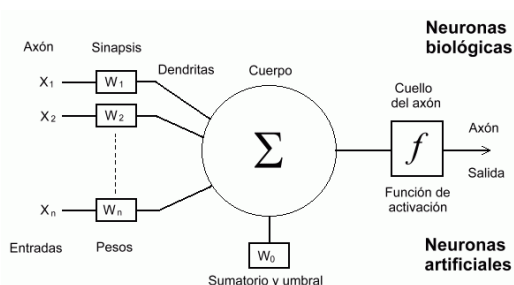 Neuronas
biológicas
Axón
Sinapsis
Dendritas
Cuerpo
Cuello
del axón
X1
W1
X2
W2
Σ
f
Axón
Salida
Función de
activación
Xn
Wn
Entradas
Pesos
W0
Sumatorio y umbral
Neuronas
artificiales